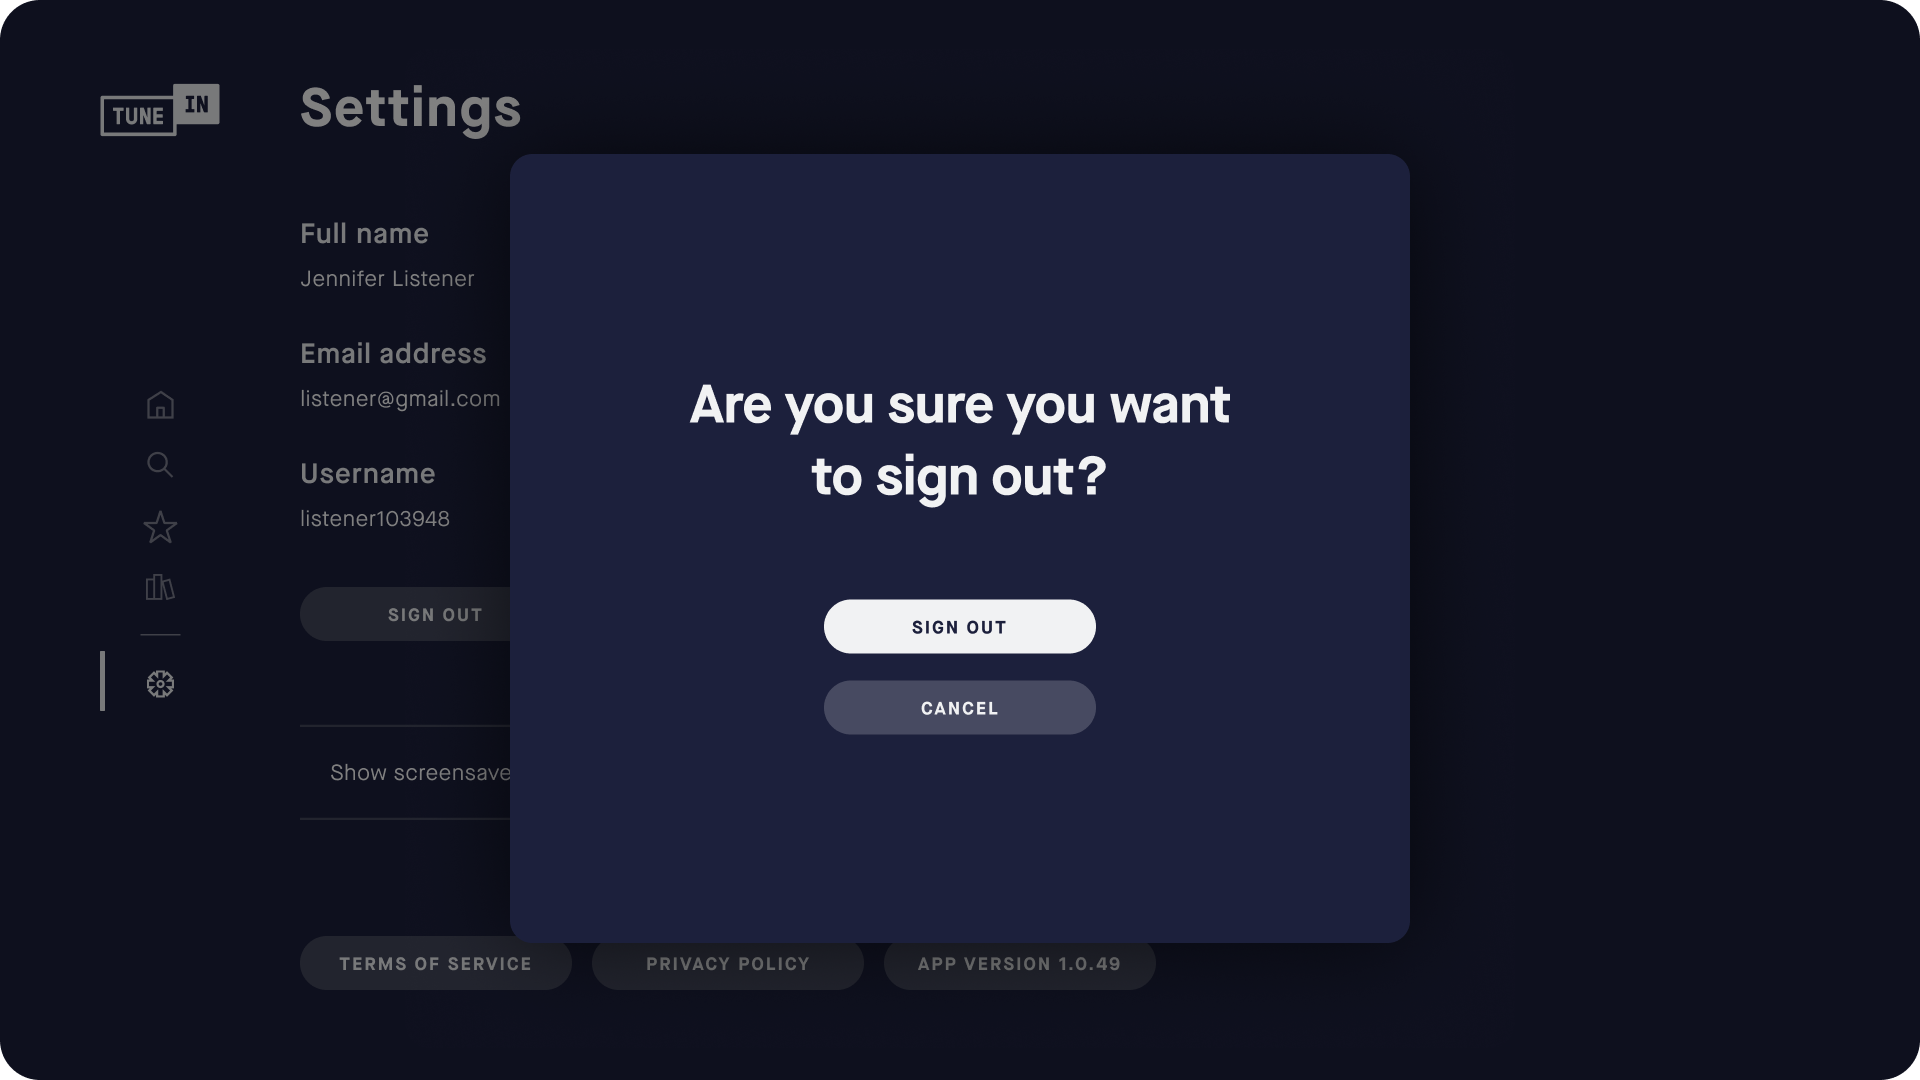 TUNE IN
Settings
Full name
Jennifer Listener
Email address
listener@gmail.com
Username
listener103948
SIGN OUT
Show screensave
Are you sure you want
to sign out?
SIGN OUT
CANCEL
TERMS OF SERVICE
PRIVACY POLICY
APP VERSION 1.0.49